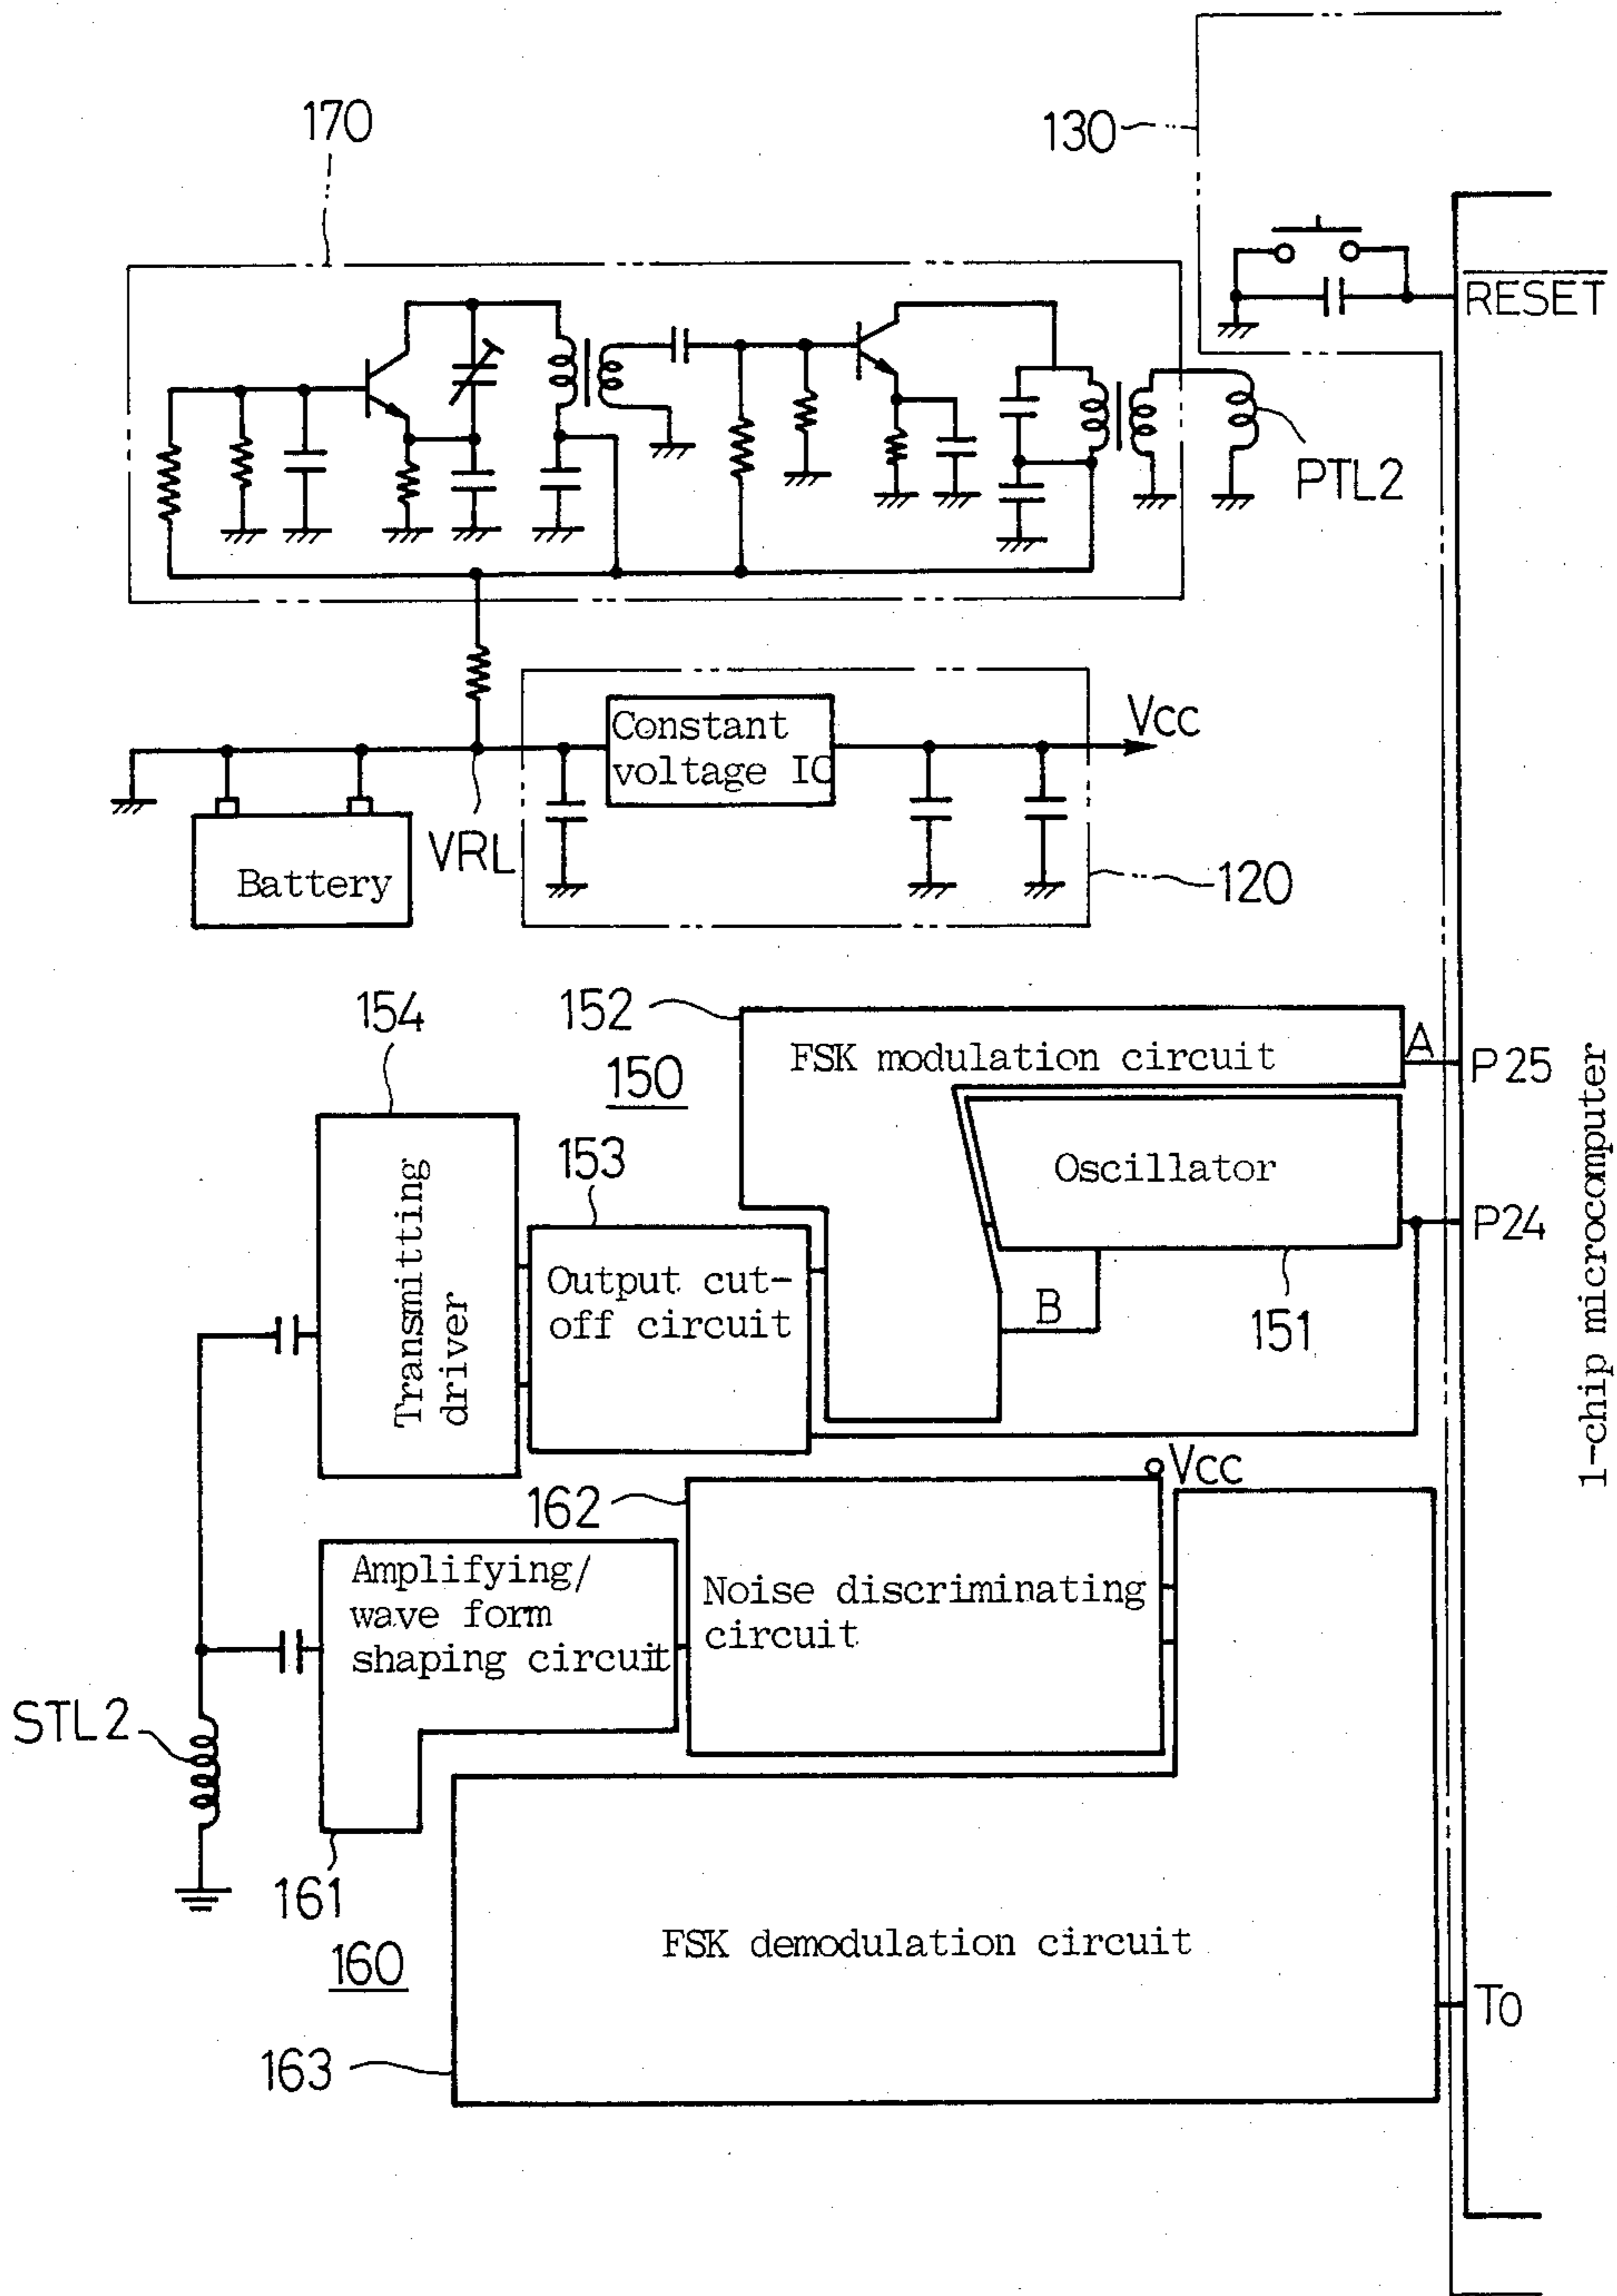 170
130
RESET
PTL2
Constant
voltage IC
Vcc
VRL
Battery
120
154
152
FSK modulation circuit
A
P25
150
153
Oscillator
P24
Transmitting
driver
Output cut-
off circuit
B
151
1-chip microcomputer
Vcc
162
Amplifying/
wave form
shaping circuit
Noise discriminating
circuit
STL2
161
160
FSK demodulation circuit
T0
163